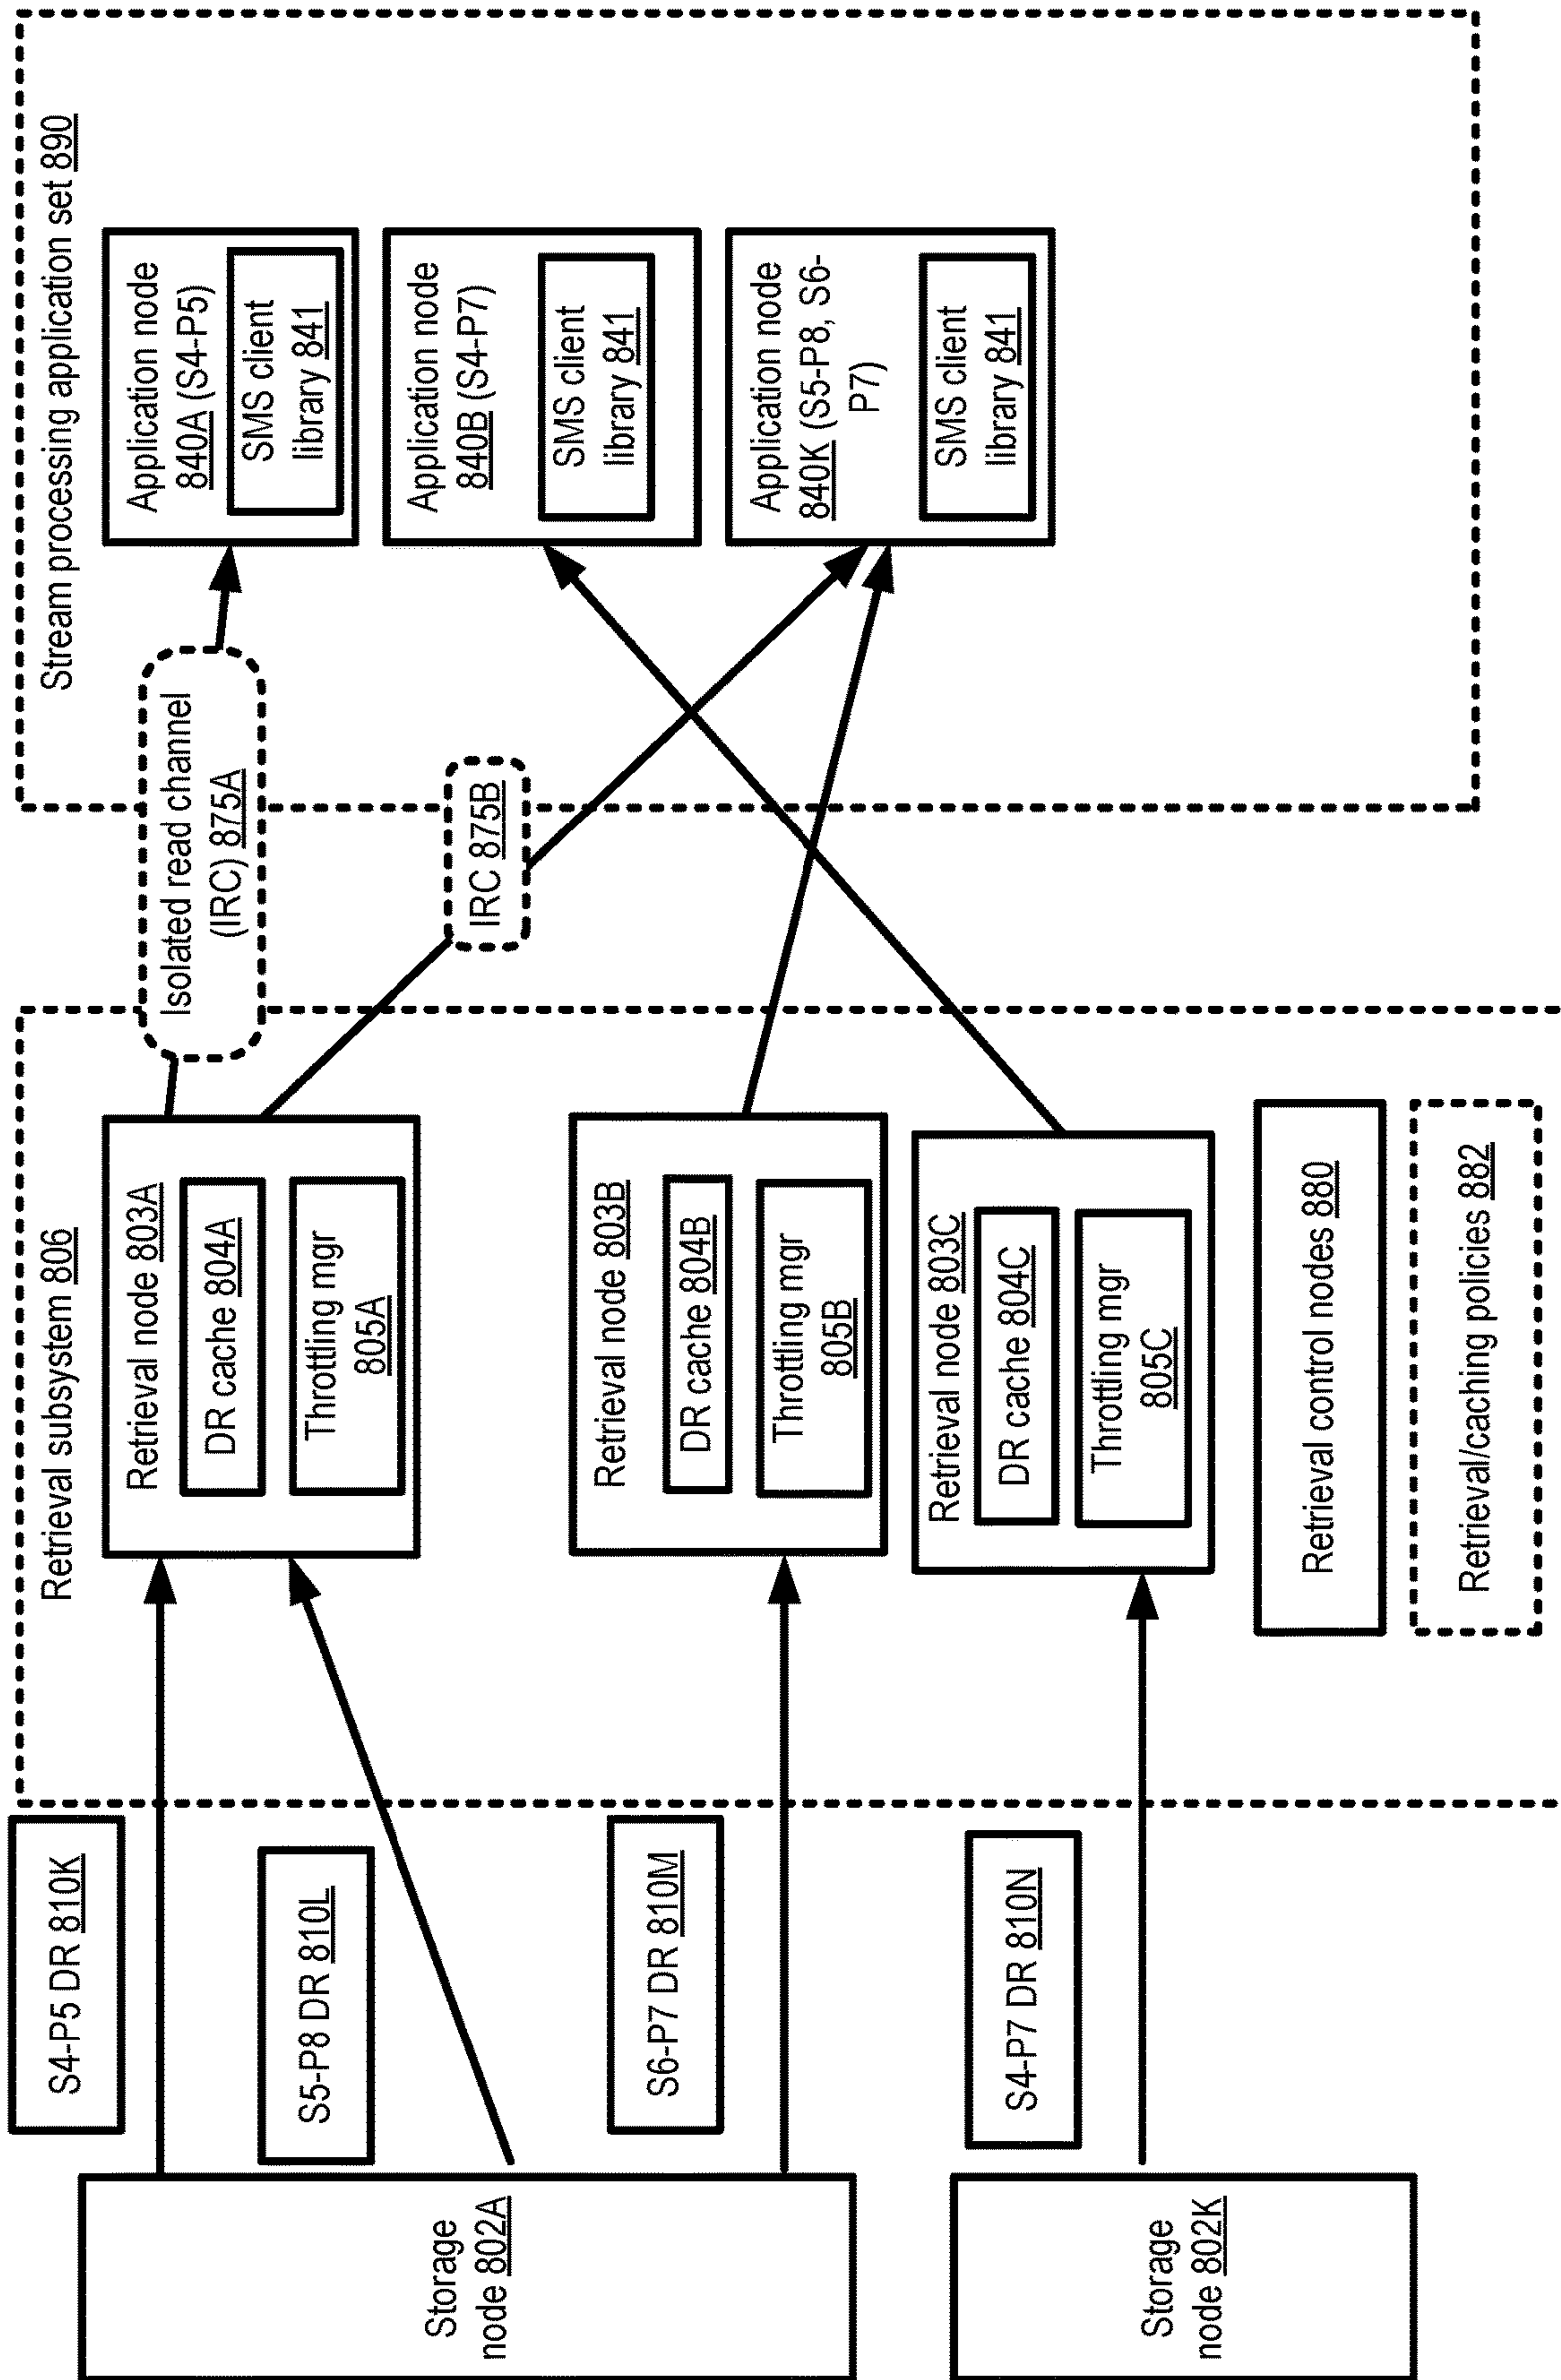 S4-P5 DR 810K
S5-P8 DR 810L
S6-P7 DR 810M
S4-P7 DR 810N
Storage
node 802A
Storage
node 802K
Retrieval subsystem 806
Retrieval node 803A
DR cache 804A
Throttling mgr
805A
Retrieval node 803B
DR cache 804B
Throttling mgr
805B
Retrieval node 803C
DR cache 804C
Throttling mgr
805C
Retrieval control nodes 880
Retrieval/caching policies 882
Isolated read channel
(IRC) 875A
IRC 875B
Stream processing application set 890
Application node
840A (S4-P5)
SMS client
library 841
Application node
840B (S4-P7)
SMS client
library 841
Application node
840K (S5-P8, S6-
P7)
SMS client
library 841